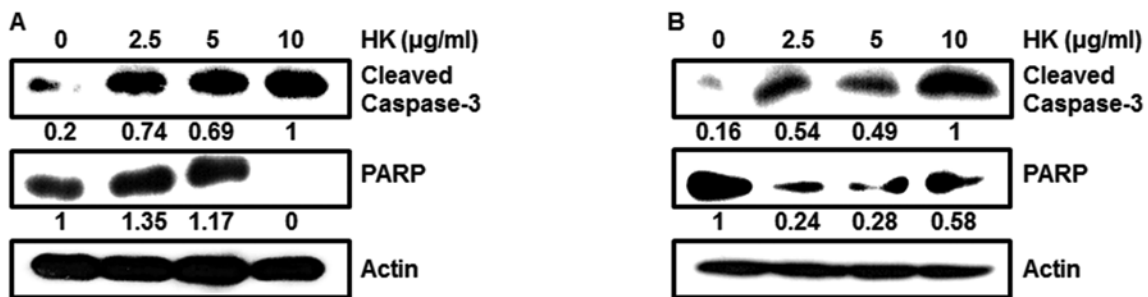 A
0 2.5 5 10 HK (µg/ml)
Cleaved
Caspase-3
0.2 0.74 0.69 1
PARP
1 1.35 1.17 0
Actin
B
0 2.5 5 10 HK (µg/ml)
Cleaved
Caspase-3
0.16 0.54 0.49 1
PARP
1 0.24 0.28 0.58
Actin